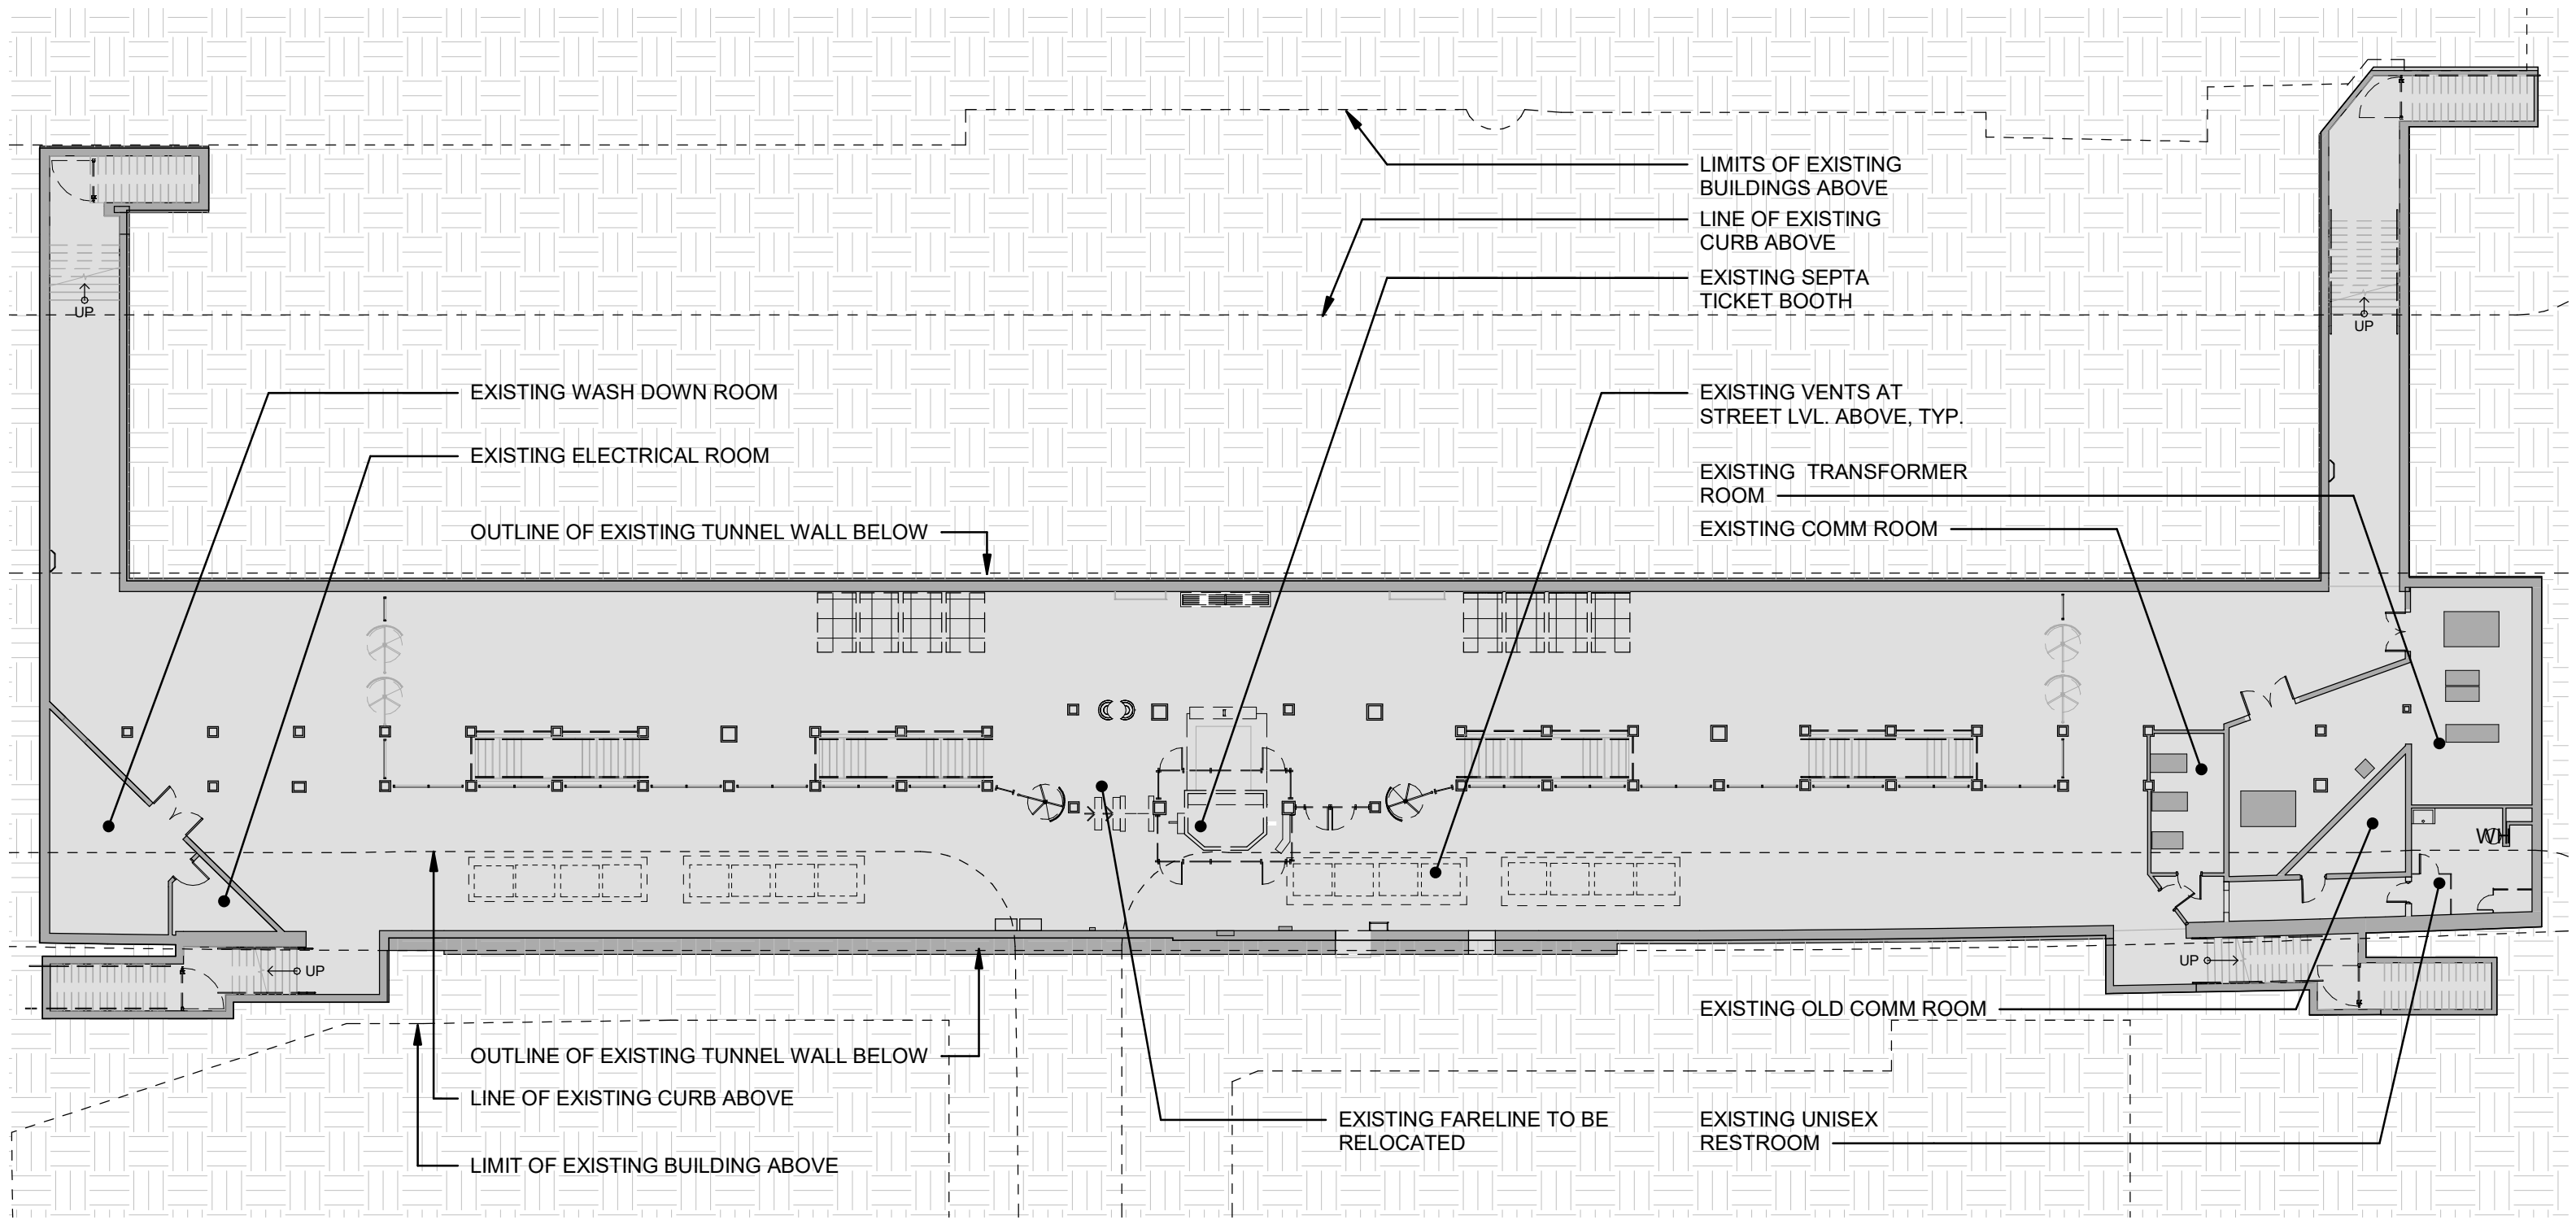 LIMITS OF EXISTING
BUILDINGS ABOVE
LINE OF EXISTING
CURB ABOVE
EXISTING SEPTA
TICKET BOOTH
UP
UP
EXISTING WASH DOWN ROOM
EXISTING VENTS AT
STREET LVL. ABOVE, TYP.
EXISTING ELECTRICAL ROOM
EXISTING TRANSFORMER
ROOM
OUTLINE OF EXISTING TUNNEL WALL BELOW
EXISTING COMM ROOM
WH
UP
UP
EXISTING OLD COMM ROOM
OUTLINE OF EXISTING TUNNEL WALL BELOW
LINE OF EXISTING CURB ABOVE
EXISTING FARELINE TO BE
RELOCATED
EXISTING UNISEX
RESTROOM
LIMIT OF EXISTING BUILDING ABOVE